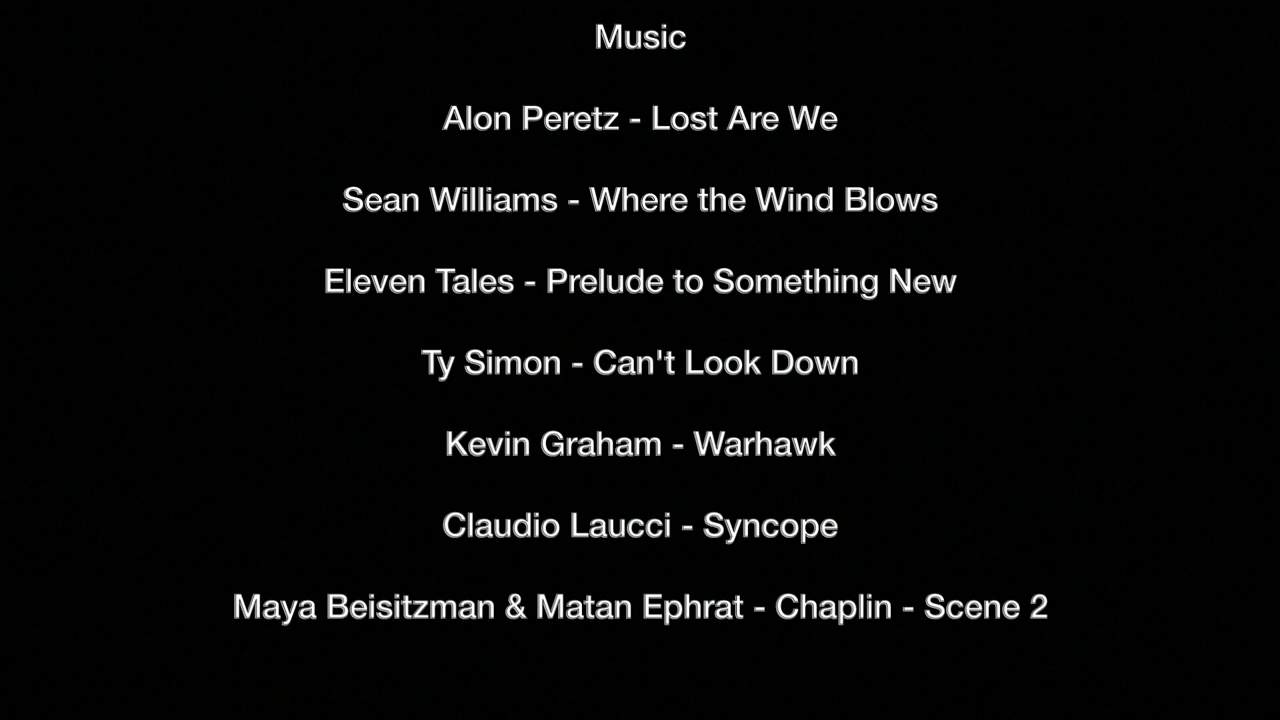 Music
Alon Peretz - Lost Are We
Sean Williams - Where the Wind Blows
Eleven Tales - Prelude to Something New
Ty Simon - Can't Look Down
Kevin Graham - Warhawk
Claudio Laucci - Syncope
Maya Beisitzman & Matan Ephrat - Chaplin - Scene 2